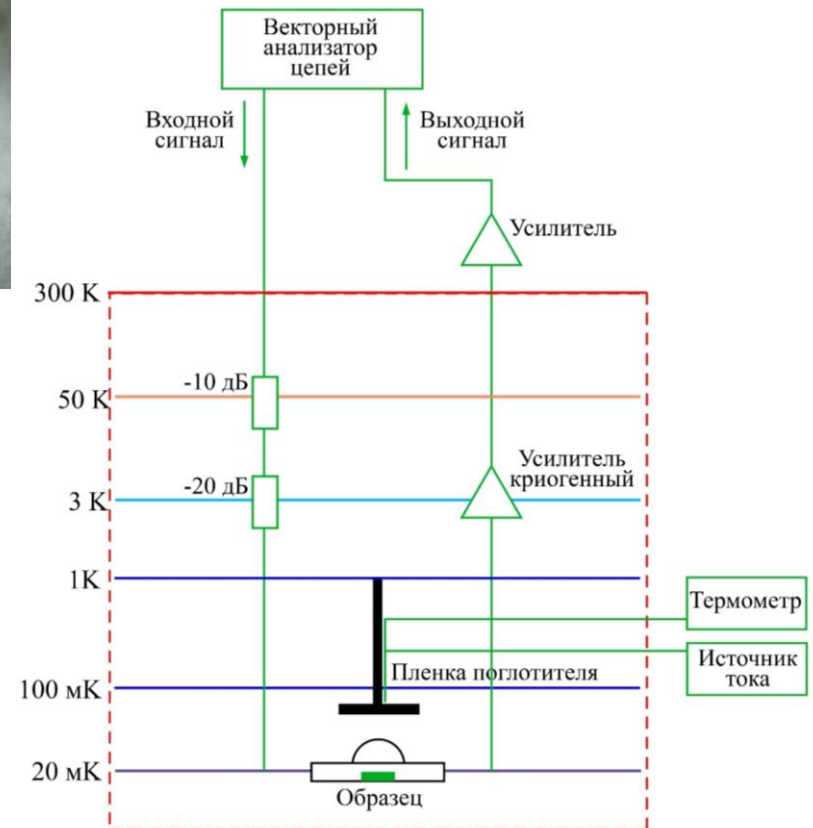 Векторный
анализатор
цепей
Входной
сигнал
Выходной
сигнал
Усилитель
300 К
-10 дБ
50 К
Усилитель
криогенный
-20 дБ
3 К
1К
Термометр
Источник
тока
Пленка поглотителя
100 мК
20 мК
Образец